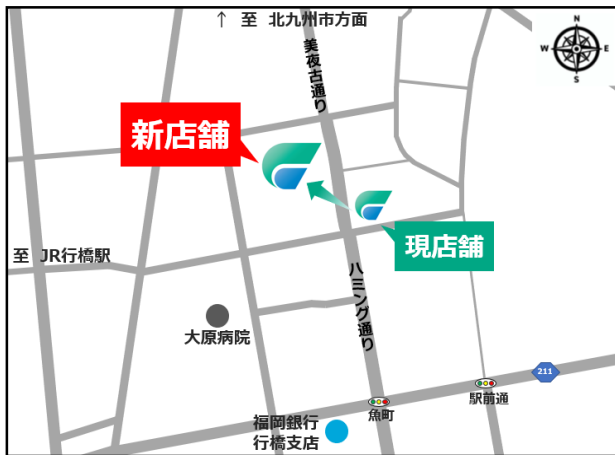 ↑ 至 北九州市方面
N
W E
S
美夜古通り
新店舗
現店舗
至 JR行橋駅
ハミング通り
大原病院
211
駅前通
魚町
福岡銀行
行橋支店